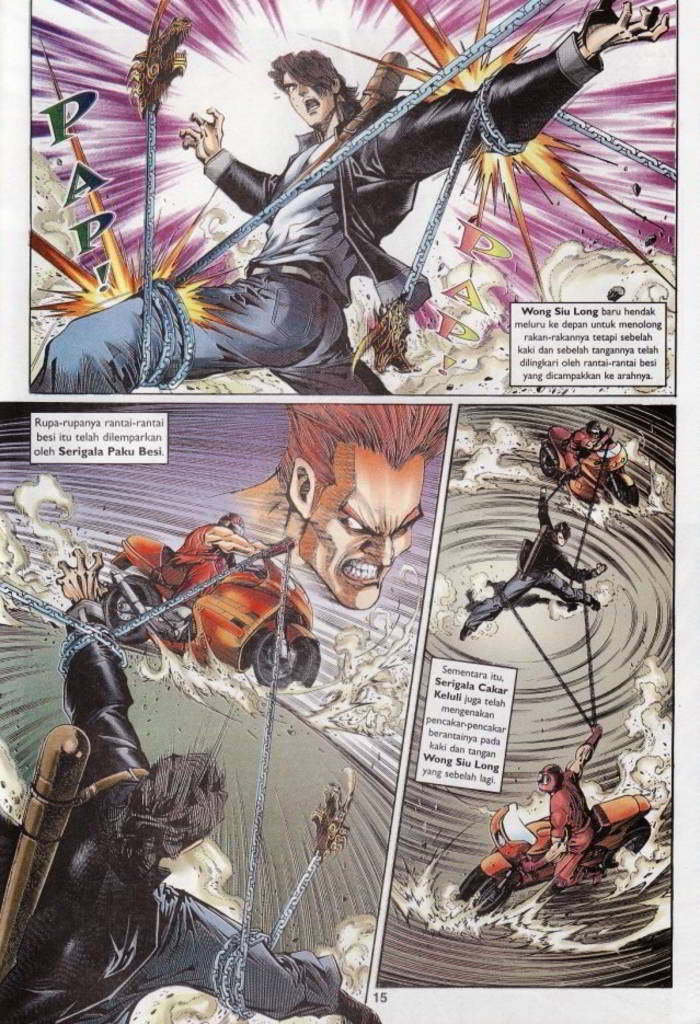 PAP!
PAP!
Wong Siu Long baru hendak
meluru ke depan untuk menolong
rakan-rakannya tetapi sebelah
kaki dan sebelah tangannya telah
dilingkari oleh rantai-rantai besi
yang dicampakkan ke arahnya.
Rupa-rupanya rantai-rantai
besi itu telah dilemparkan
oleh Serigala Paku Besi.
Sementara itu,
Serigala Cakar
Keluli juga telah
mengenakan
pencakar-pencakar
berantainya pada
kaki dan tangan
Wong Siu Long
yang sebelah lagi.
15